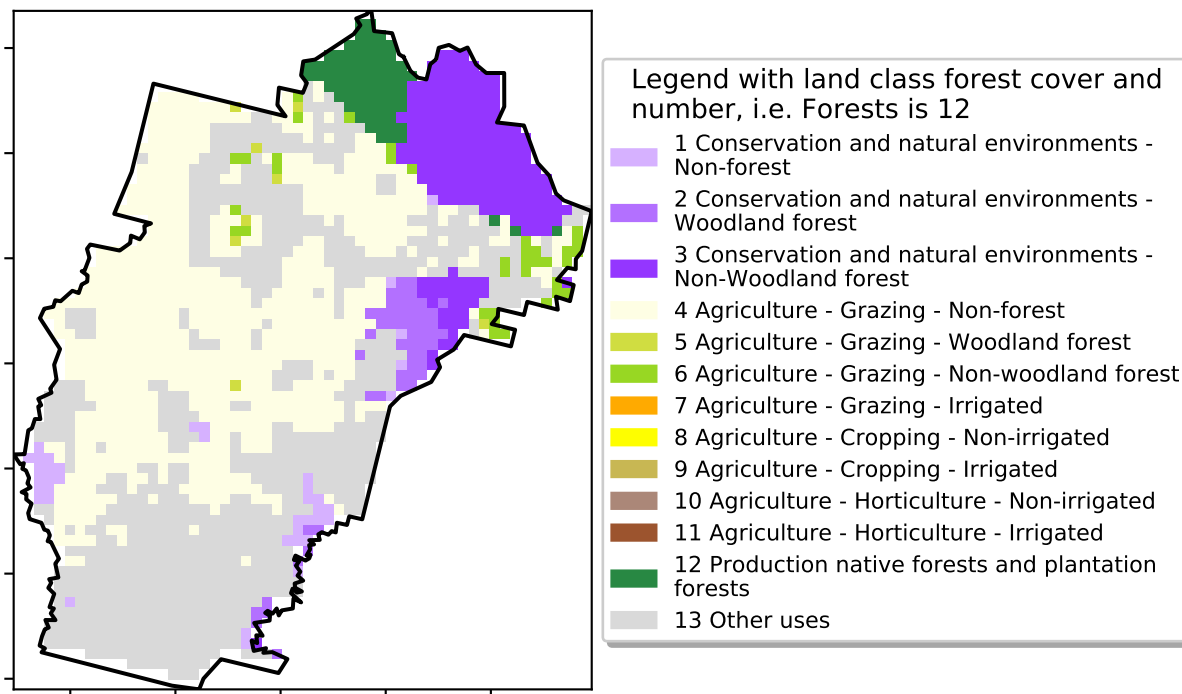 Legend with land class forest cover and
number, i.e. Forests is 12
1 Conservation and natural environments -
Non-forest
2 Conservation and natural environments -
Woodland forest
3 Conservation and natural environments -
Non-Woodland forest
4 Agriculture - Grazing - Non-forest
5 Agriculture - Grazing - Woodland forest
6 Agriculture - Grazing - Non-woodland forest
7 Agriculture - Grazing - Irrigated
8 Agriculture - Cropping - Non-irrigated
9 Agriculture - Cropping - Irrigated
10 Agriculture - Horticulture - Non-irrigated
11 Agriculture - Horticulture - Irrigated
12 Production native forests and plantation
forests
13 Other uses